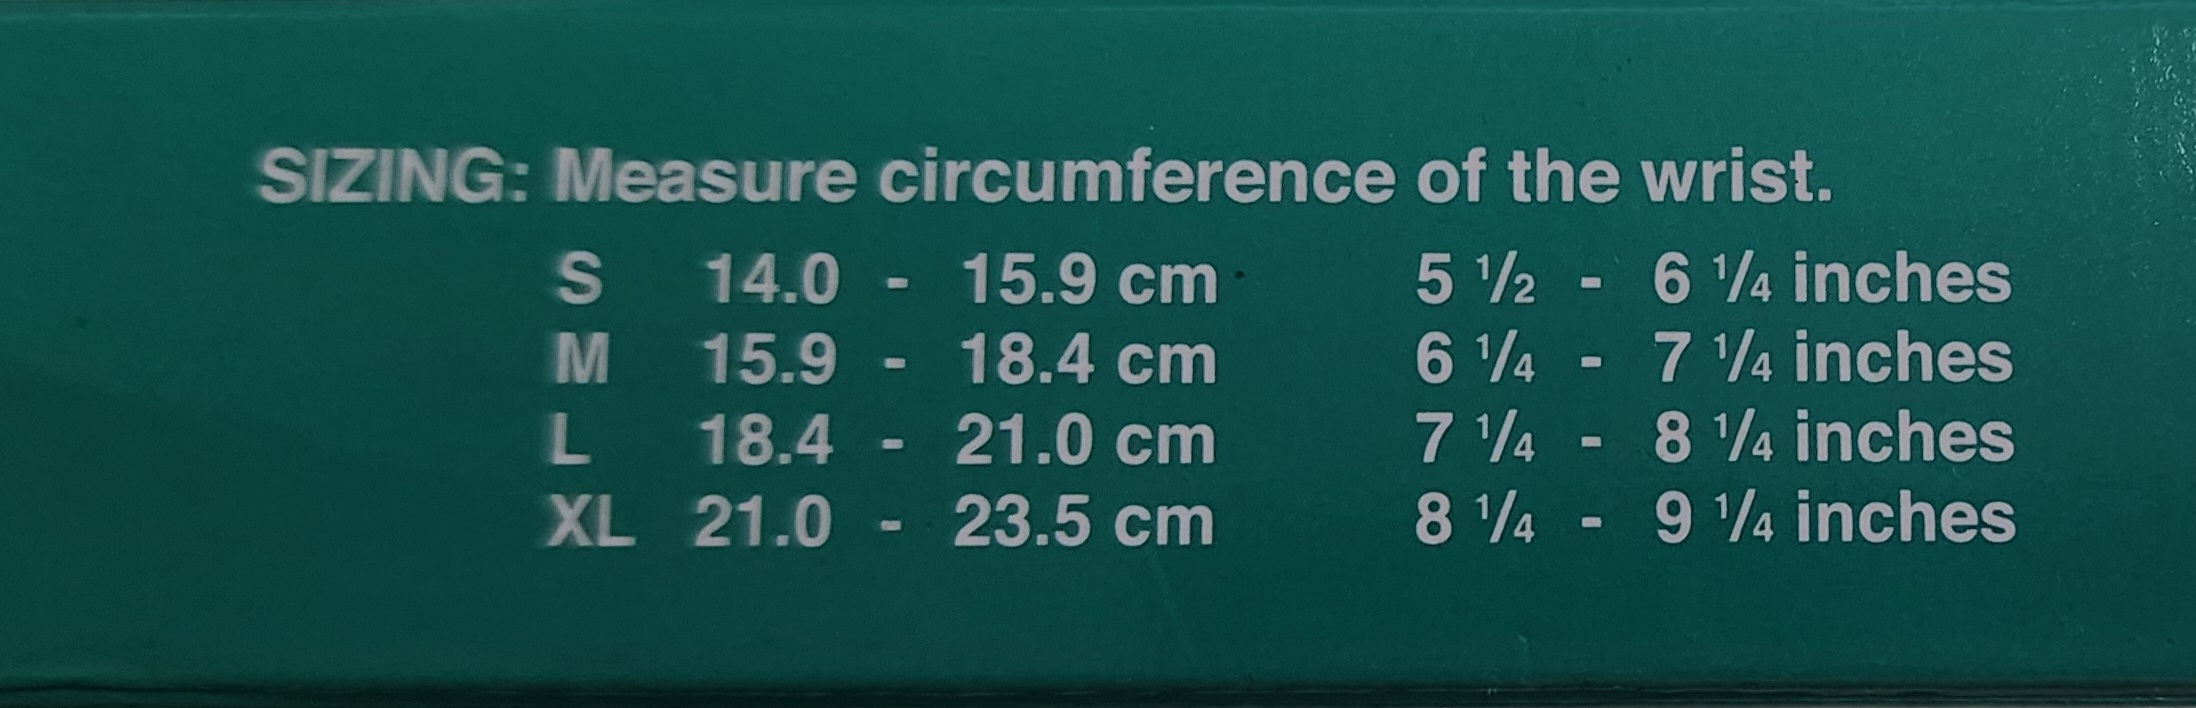 SIZING: Measure circumference of the wrist.
S 14.0 - 15.9 cm 5 1/2 - 6 1/4 inches
M 15.9 - 18.4 cm 6 1/4 - 7 1/4 inches
L 18.4 - 21.0 cm 7 1/4 - 8 1/4 inches
XL 21.0 - 23.5 cm 8 1/4 - 9 1/4 inches